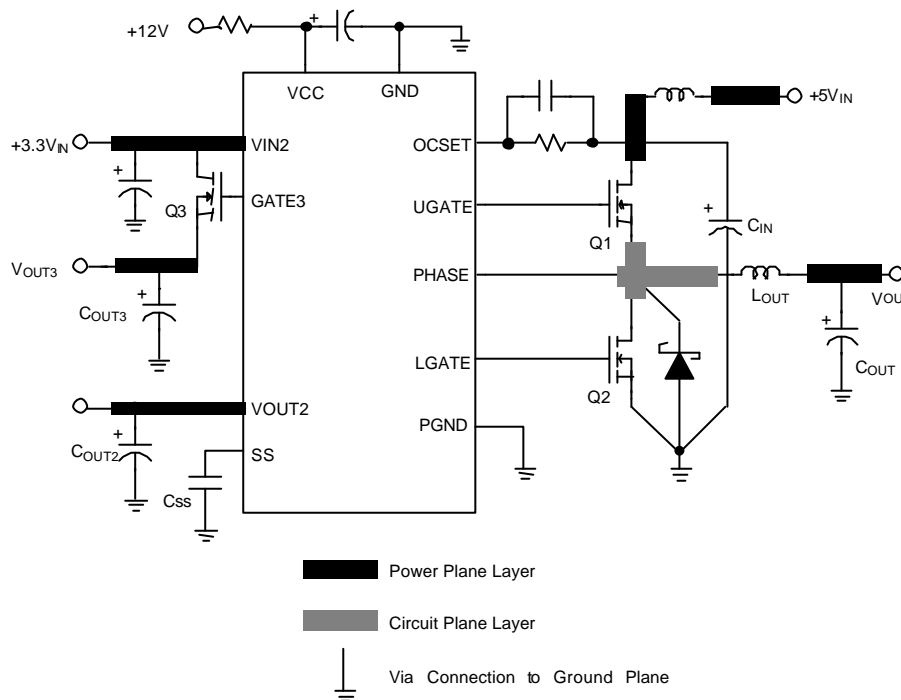 +12V
VCC GND
+5VIN
+3.3VIN
VIN2
OCSET
+
GATE3
Q3
UGATE
Q1
+
CIN
VOUT3
PHASE
LOUT
VOU
+
COUT3
+
COUT
LGATE
Q2
VOUT2
PGND
+
COUT2
SS
Css
+
Power Plane Layer
Circuit Plane Layer
Via Connection to Ground Plane